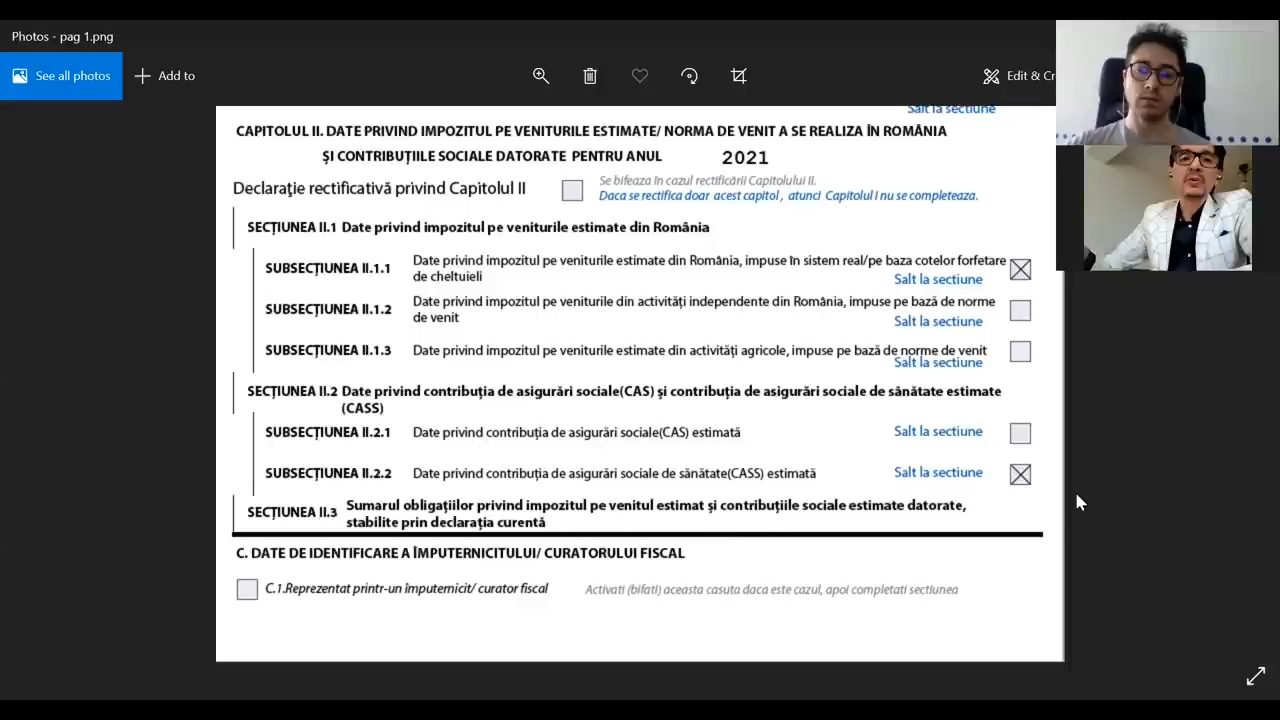 Photos - pag 1.png
See all photos
Add to
Edit & Cr
Salt la sectiune
CAPITOLUL II. DATE PRIVIND IMPOZITUL PE VENITURILE ESTIMATE/ NORMA DE VENIT A SE REALIZA ÎN ROMÂNIA
ȘI CONTRIBUȚIILE SOCIALE DATORATE PENTRU ANUL 2021
Declaraţie rectificativă privind Capitolul II
Se bifeaza în cazul rectificării Capitolului II.
Daca se rectifica doar acest capitol , atunci Capitolul I nu se completeaza.
SECŢIUNEA II.1 Date privind impozitul pe veniturile estimate din România
SUBSECŢIUNEA II.1.1 Date privind impozitul pe veniturile estimate din România, impuse în sistem real/pe baza cotelor forfetare
de cheltuieli
Salt la sectiune
SUBSECŢIUNEA II.1.2 Date privind impozitul pe veniturile din activităţi independente din România, impuse pe bază de norme
de venit
Salt la sectiune
SUBSECŢIUNEA II.1.3 Date privind impozitul pe veniturile estimate din activităţi agricole, impuse pe bază de norme de venit
Salt la sectiune
SECŢIUNEA II.2 Date privind contribuţia de asigurări sociale(CAS) şi contribuţia de asigurări sociale de sănătate estimate
(CASS)
SUBSECŢIUNEA II.2.1 Date privind contribuţia de asigurări sociale(CAS) estimată Salt la sectiune
SUBSECŢIUNEA II.2.2 Date privind contribuţia de asigurări sociale de sănătate(CASS) estimată Salt la sectiune
SECŢIUNEA II.3 Sumarul obligaţiilor privind impozitul pe venitul estimat şi contribuţiile sociale estimate datorate,
stabilite prin declaraţia curentă
C. DATE DE IDENTIFICARE A ÎMPUTERNICITULUI/ CURATORULUI FISCAL
C.1.Reprezentat printr-un împuternicit/ curator fiscal Activati (bifati) aceasta casuta daca este cazul, apoi completati sectiunea